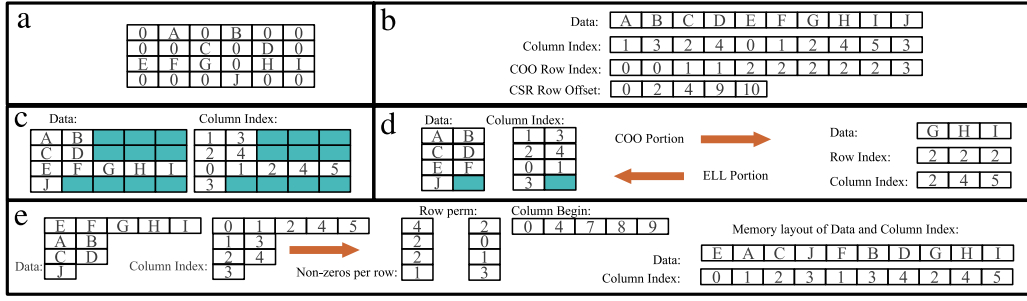 a
0 A 0 B 0 0
0 0 C 0 D 0
E F G 0 H I
0 0 0 J 0 0
b
Data: A B C D E F G H I J
Column Index: 1 3 2 4 0 1 2 4 5 3
COO Row Index: 0 0 1 1 2 2 2 2 2 3
CSR Row Offset: 0 2 4 9 10
c
Data: Column Index:
A B 1 3
C D 2 4
E F G H I 0 1 2 4 5
J 3
d
Data: Column Index:
A B 1 3
C D 2 4
E F 0 1
J 3
COO Portion
ELL Portion
Data: G H I
Row Index: 2 2 2
Column Index: 2 4 5
e
Row perm: Column Begin:
E F G H I 0 1 2 4 5 4 2 0 4 7 8 9
A B 1 3 2 0
C D 2 4 2 1
Data: J Column Index: 3 Non-zeros per row: 1 3
Memory layout of Data and Column Index:
Data: E A C J F B D G H I
Column Index: 0 1 2 3 1 3 4 2 4 5